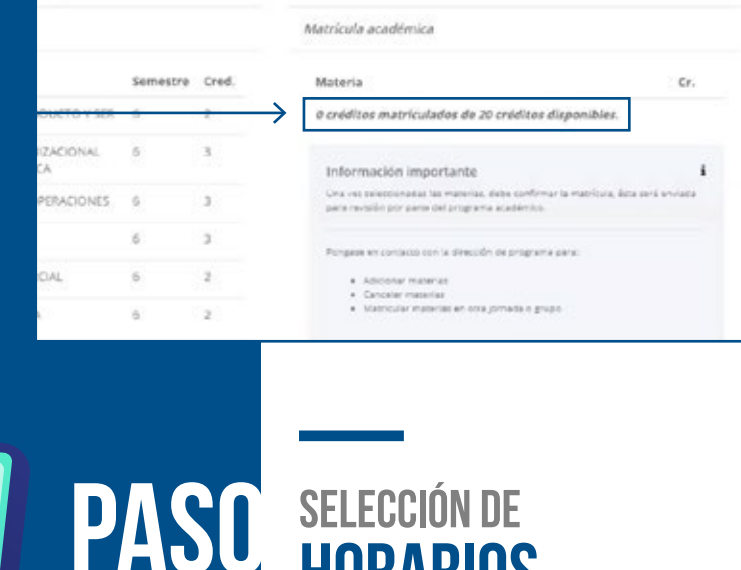 Matrícula académica
Semestre Cred.
Materia Cr.
6 2
0 créditos matriculados de 20 créditos disponibles.
IZACIONAL 6 3
CA
Información importante
Una vez seleccionadas las materias, debe confirmar la matrícula, ésta será enviada
para revisión por parte del programa académico.
PERACIONES 6 3
6 3
Póngase en contacto con la dirección de programa para:
CIAL 6 2
Adicionar materias
Cancelar materias
Matricular materias en otra jornada o grupo
6 2
PASO
SELECCIÓN DE
HORARIOS